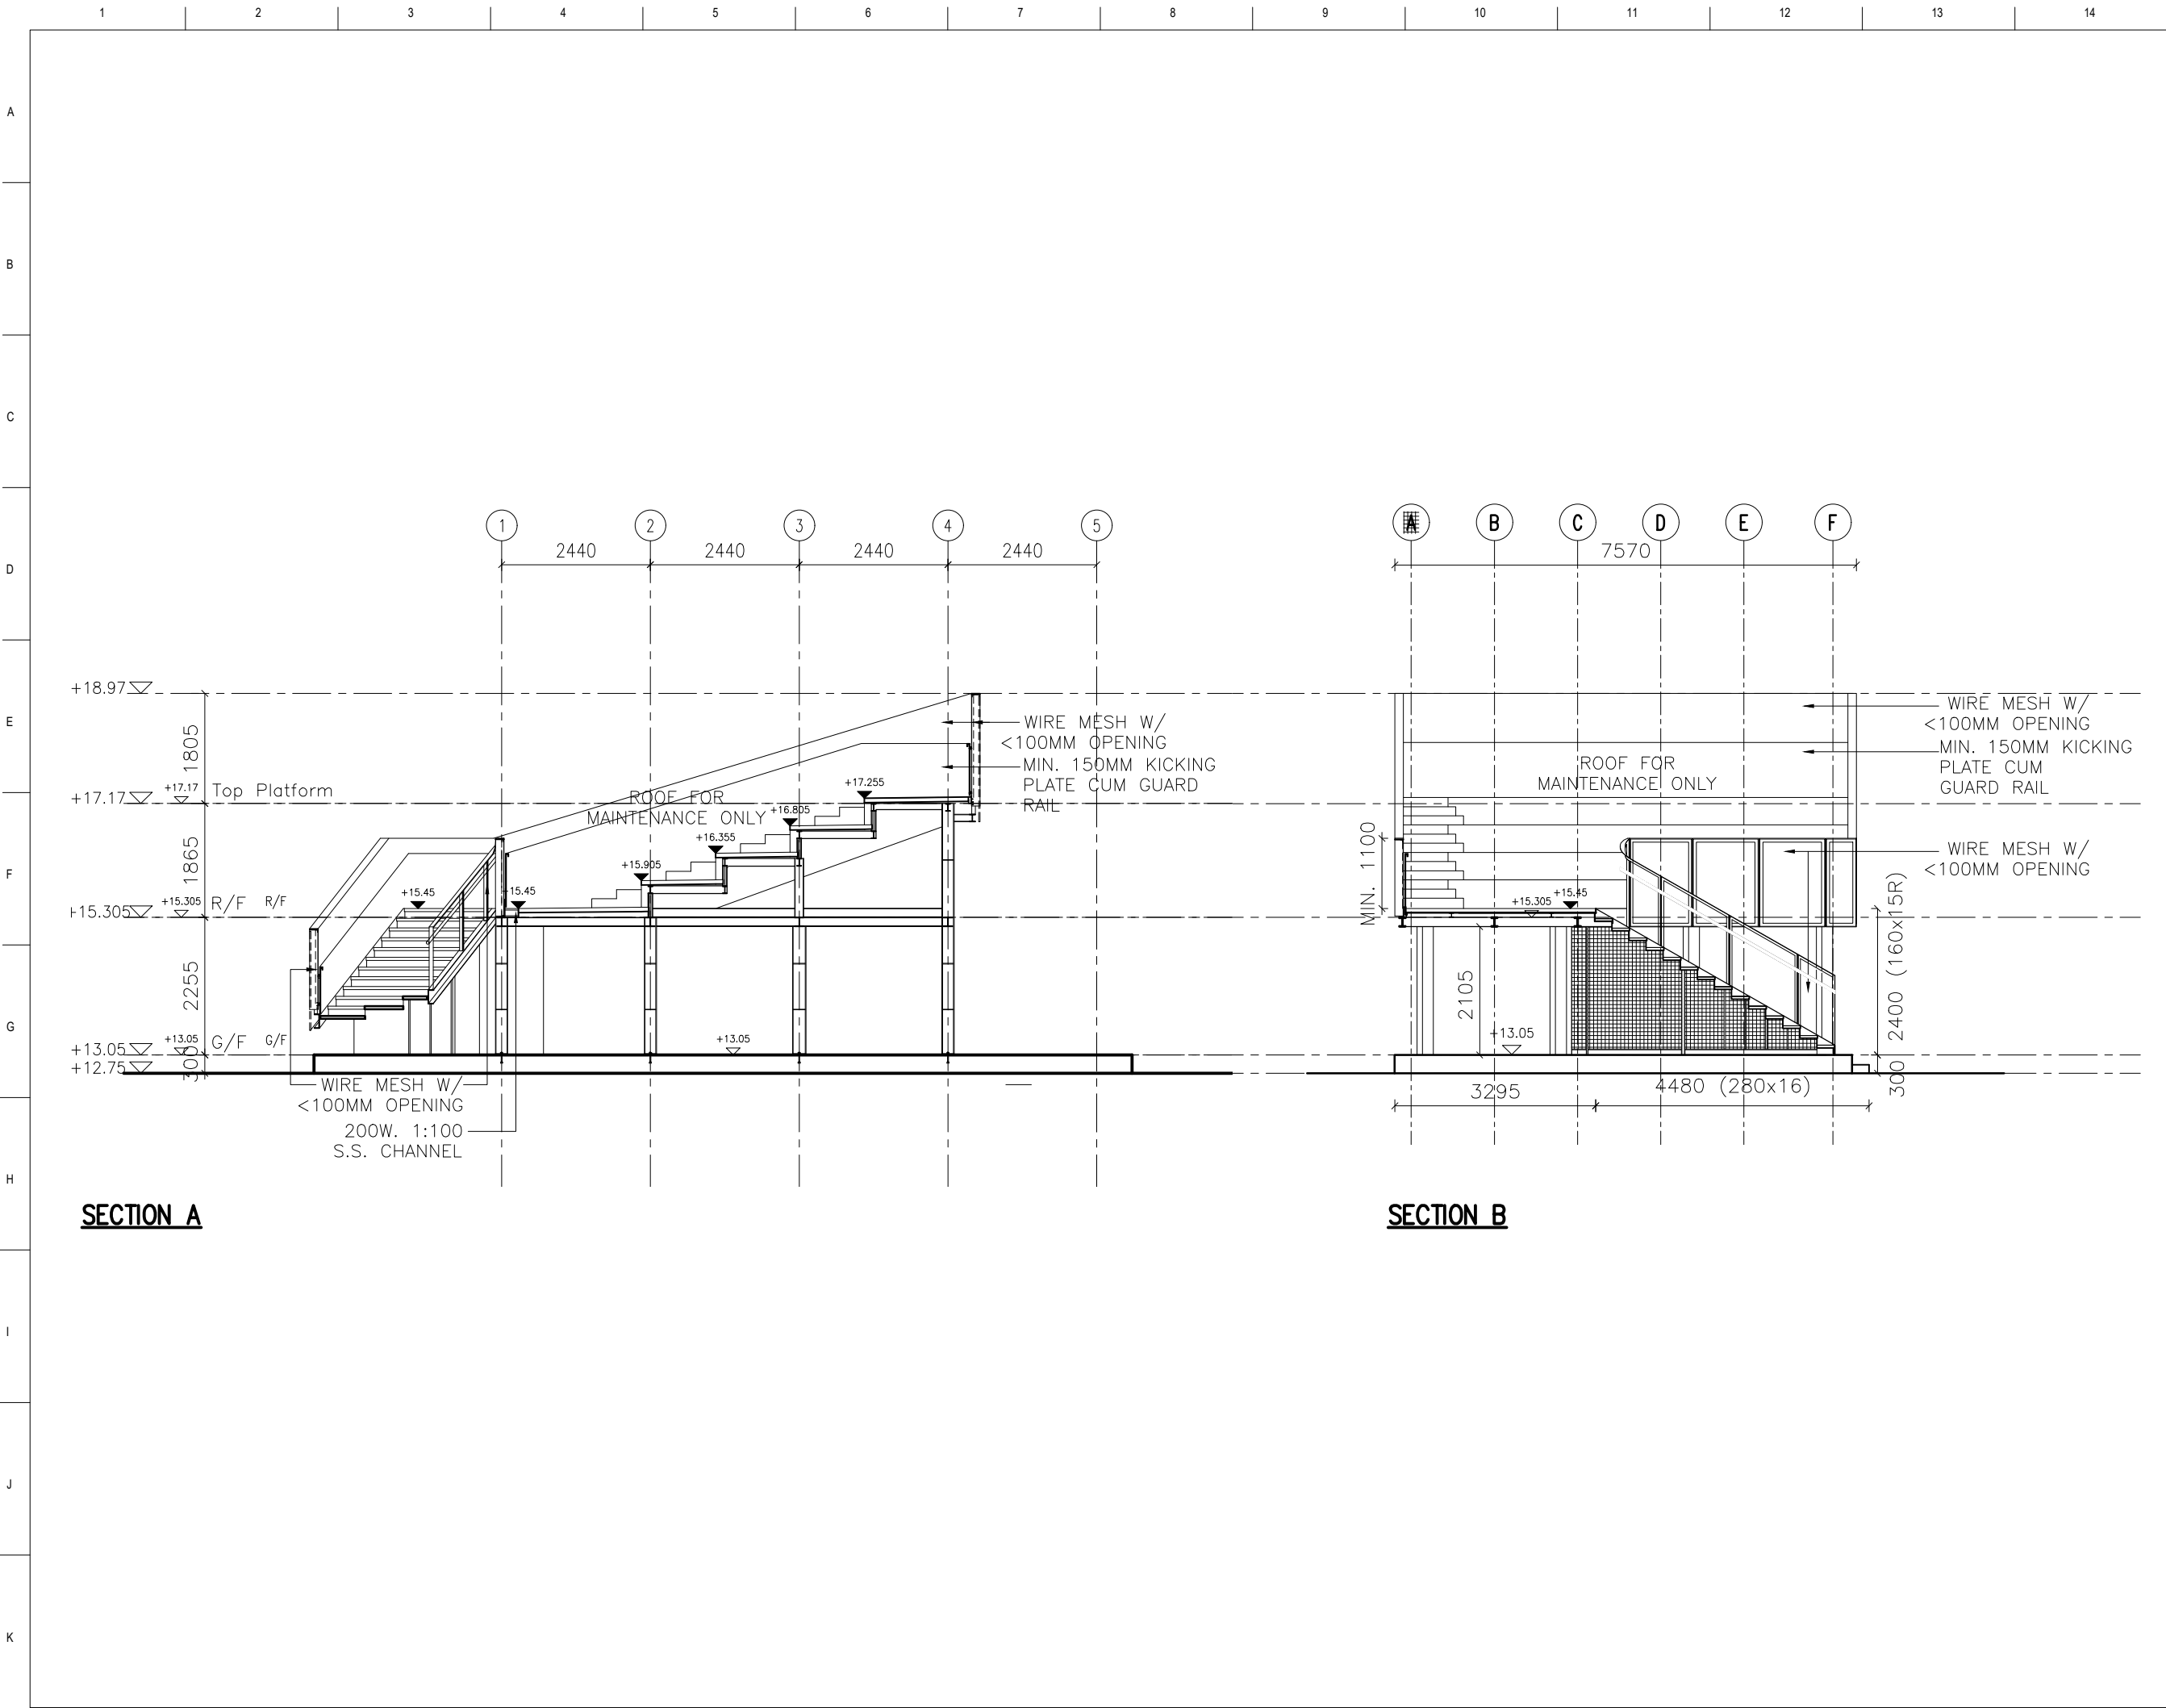 1 2 3 4 5 6 7 8 9 10 11 12 13 14
A
B
C
D
E
F
G
H
I
J
K
1 2 3 4 5
2440 2440 2440 2440
+18.97
1805
+17.17 +17.17 Top Platform
1865
+15.305 +15.305 R/F R/F
2255
+13.05 +13.05 G/F G/F
300
+12.75
WIRE MESH W/
<100MM OPENING
MIN. 150MM KICKING
PLATE CUM GUARD
RAIL
ROOF FOR
MAINTENANCE ONLY
+17.255
+16.805
+16.355
+15.905
+15.45
+15.45
+13.05
WIRE MESH W/
<100MM OPENING
200W. 1:100
S.S. CHANNEL
SECTION A
A B C D E F
7570
WIRE MESH W/
<100MM OPENING
MIN. 150MM KICKING
PLATE CUM
GUARD RAIL
ROOF FOR
MAINTENANCE ONLY
MIN. 1100
WIRE MESH W/
<100MM OPENING
+15.45
+15.305
2105
+13.05
2400 (160x15R)
300
3295
4480 (280x16)
SECTION B